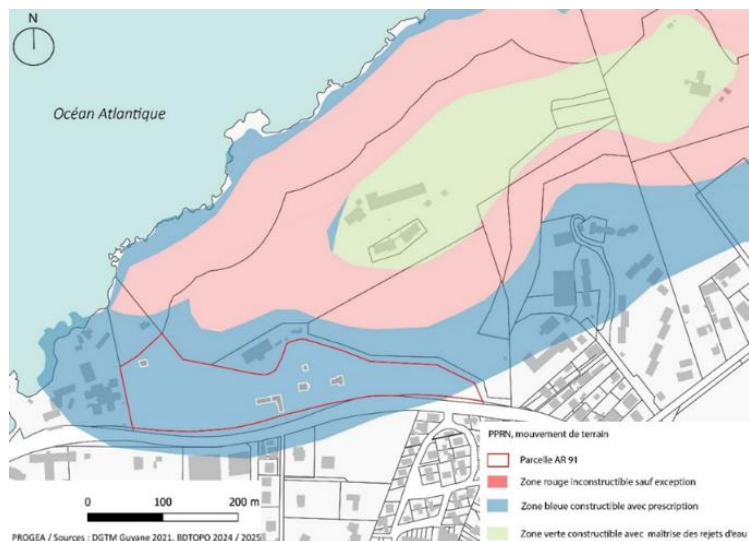 N
Océan Atlantique
PPRN, mouvement de terrain
Parcelle AR 91
Zone rouge inconstructible sauf exception
Zone bleue constructible avec prescription
Zone verte constructible avec maîtrise des rejets d'eau
0 100 200 m
PROGEA / Sources : DGTM Guyane 2021, BDTOPO 2024 / 2025